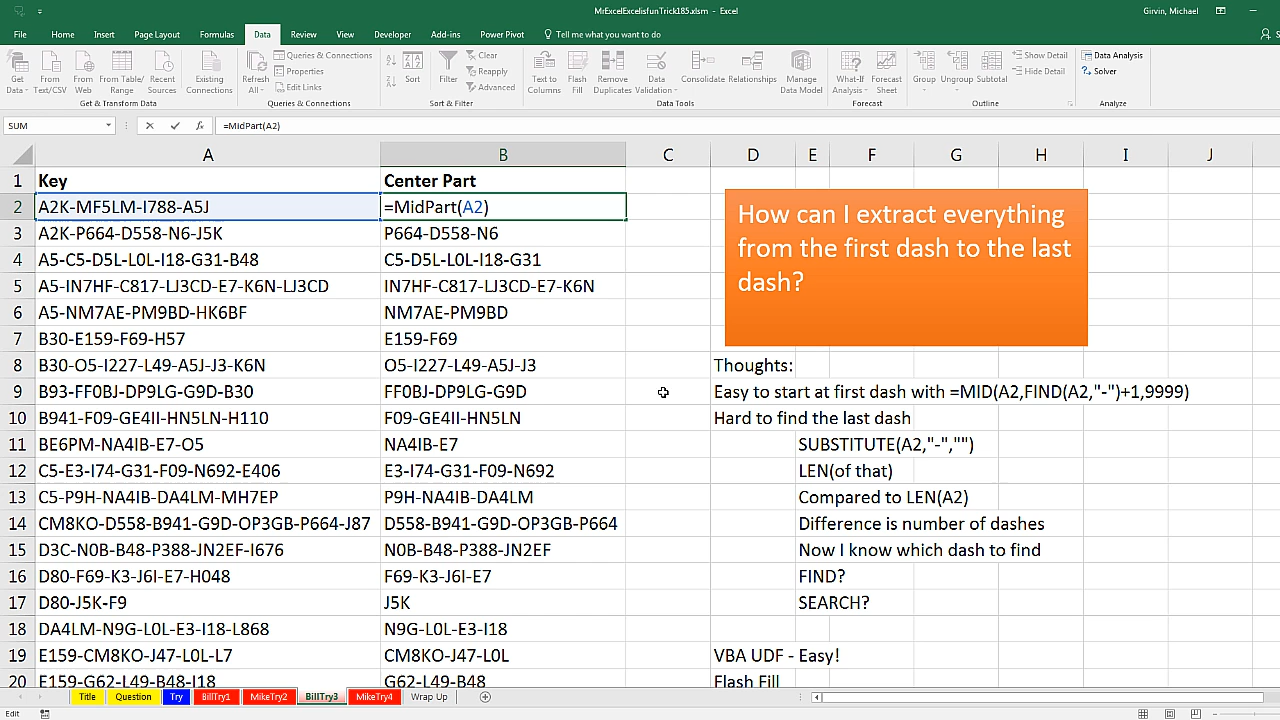 MrExcelExcelisfunTrick185.xlsm - Excel
Girvin, Michael
File Home Insert Page Layout Formulas Data Review View Developer Add-ins Power Pivot Tell me what you want to do
Get Data
From Text/CSV
From Web
From Table/ Range
Recent Sources
Existing Connections
Get & Transform Data
Refresh All
Queries & Connections
Properties
Edit Links
Queries & Connections
Sort
Filter
Clear
Reapply
Advanced
Sort & Filter
Text to Columns
Flash Fill
Remove Duplicates
Data Validation
Consolidate
Relationships
Manage Data Model
Data Tools
What-If Analysis
Forecast Sheet
Forecast
Group
Ungroup
Subtotal
Show Detail
Hide Detail
Outline
Data Analysis
Solver
Analyze
SUM fx =MidPart(A2)
A B C D E F G H I J
1 Key Center Part
2 A2K-MF5LM-I788-A5J =MidPart(A2)
3 A2K-P664-D558-N6-J5K P664-D558-N6
4 A5-C5-D5L-L0L-I18-G31-B48 C5-D5L-L0L-I18-G31
5 A5-IN7HF-C817-LJ3CD-E7-K6N-LJ3CD IN7HF-C817-LJ3CD-E7-K6N
6 A5-NM7AE-PM9BD-HK6BF NM7AE-PM9BD
7 B30-E159-F69-H57 E159-F69
How can I extract everything
from the first dash to the last
dash?
8 B30-O5-I227-L49-A5J-J3-K6N O5-I227-L49-A5J-J3 Thoughts:
9 B93-FF0BJ-DP9LG-G9D-B30 FF0BJ-DP9LG-G9D Easy to start at first dash with =MID(A2,FIND(A2,"-")+1,9999)
10 B941-F09-GE4II-HN5LN-H110 F09-GE4II-HN5LN Hard to find the last dash
11 BE6PM-NA4IB-E7-O5 NA4IB-E7 SUBSTITUTE(A2,"-","")
12 C5-E3-I74-G31-F09-N692-E406 E3-I74-G31-F09-N692 LEN(of that)
13 C5-P9H-NA4IB-DA4LM-MH7EP P9H-NA4IB-DA4LM Compared to LEN(A2)
14 CM8KO-D558-B941-G9D-OP3GB-P664-J87 D558-B941-G9D-OP3GB-P664 Difference is number of dashes
15 D3C-N0B-B48-P388-JN2EF-I676 N0B-B48-P388-JN2EF Now I know which dash to find
16 D80-F69-K3-J6I-E7-H048 F69-K3-J6I-E7 FIND?
17 D80-J5K-F9 J5K SEARCH?
18 DA4LM-N9G-L0L-E3-I18-L868 N9G-L0L-E3-I18
19 E159-CM8KO-J47-L0L-L7 CM8KO-J47-L0L VBA UDF - Easy!
20 E159-G62-L49-B48-I18 G62-L49-B48 Flash Fill
Title Question Try BillTry1 MikeTry2 BillTry3 MikeTry4 Wrap Up
Edit